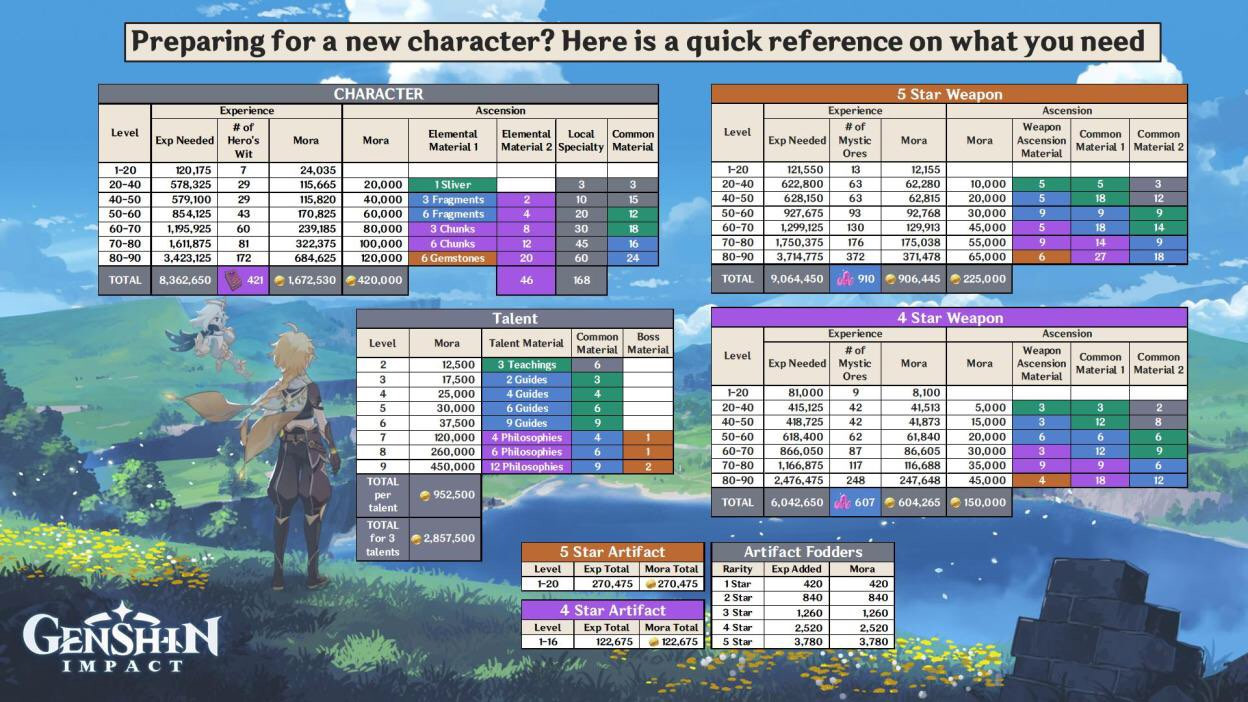 Preparing for a new character? Here is a quick reference on what you need
CHARACTER
Level Experience Ascension
Exp Needed # of Hero's Wit Mora Mora Elemental Material 1 Elemental Material 2 Local Specialty Common Material
1-20 120,175 7 24,035
20-40 578,325 29 115,665 20,000 1 Sliver 3 3
40-50 579,100 29 115,820 40,000 3 Fragments 2 10 15
50-60 854,125 43 170,825 60,000 6 Fragments 4 20 12
60-70 1,195,925 60 239,185 80,000 3 Chunks 8 30 18
70-80 1,611,875 81 322,375 100,000 6 Chunks 12 45 16
80-90 3,423,125 172 684,625 120,000 6 Gemstones 20 60 24
TOTAL 8,362,650 421 1,672,530 420,000 46 168
5 Star Weapon
Level Experience Ascension
Exp Needed # of Mystic Ores Mora Mora Weapon Ascension Material Common Material 1 Common Material 2
1-20 121,550 13 12,155
20-40 622,800 63 62,280 10,000 5 5 3
40-50 628,150 63 62,815 20,000 5 18 12
50-60 927,675 93 92,768 30,000 9 9 9
60-70 1,299,125 130 129,913 45,000 5 18 14
70-80 1,750,375 176 175,038 55,000 9 14 9
80-90 3,714,775 372 371,478 65,000 6 27 18
TOTAL 9,064,450 910 906,445 225,000
Talent
Level Mora Talent Material Common Material Boss Material
2 12,500 3 Teachings 6
3 17,500 2 Guides 3
4 25,000 4 Guides 4
5 30,000 6 Guides 6
6 37,500 9 Guides 9
7 120,000 4 Philosophies 4 1
8 260,000 6 Philosophies 6 1
9 450,000 12 Philosophies 9 2
TOTAL per talent 952,500
TOTAL for 3 talents 2,857,500
4 Star Weapon
Level Experience Ascension
Exp Needed # of Mystic Ores Mora Mora Weapon Ascension Material Common Material 1 Common Material 2
1-20 81,000 9 8,100
20-40 415,125 42 41,513 5,000 3 3 2
40-50 418,725 42 41,873 15,000 3 12 8
50-60 618,400 62 61,840 20,000 6 6 6
60-70 866,050 87 86,605 30,000 3 12 9
70-80 1,166,875 117 116,688 35,000 9 9 6
80-90 2,476,475 248 247,648 45,000 4 18 12
TOTAL 6,042,650 607 604,265 150,000
5 Star Artifact
Level Exp Total Mora Total
1-20 270,475 270,475
4 Star Artifact
Level Exp Total Mora Total
1-16 122,675 122,675
Artifact Fodders
Rarity Exp Added Mora
1 Star 420 420
2 Star 840 840
3 Star 1,260 1,260
4 Star 2,520 2,520
5 Star 3,780 3,780
GENSHIN
IMPACT